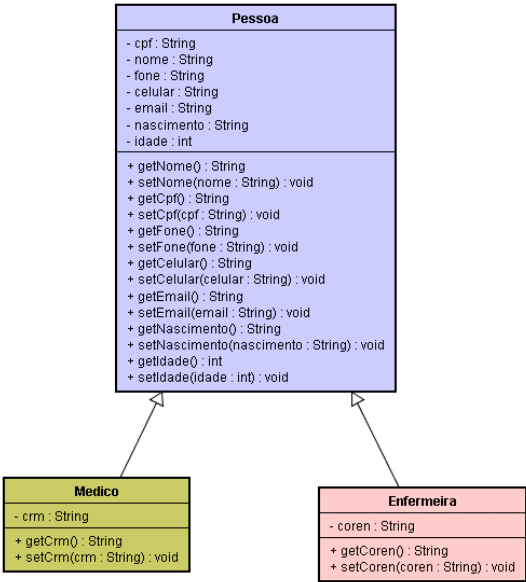 Pessoa
- cpf : String
- nome : String
- fone : String
- celular : String
- email : String
- nascimento : String
- idade : int
+ getNome() : String
+ setNome(nome : String) : void
+ getCpf() : String
+ setCpf(cpf : String) : void
+ getFone() : String
+ setFone(fone : String) : void
+ getCelular() : String
+ setCelular(celular : String) : void
+ getEmail() : String
+ setEmail(email : String) : void
+ getNascimento() : String
+ setNascimento(nascimento : String) : void
+ getIdade() : int
+ setIdade(idade : int) : void
Medico
- crm : String
+ getCrm() : String
+ setCrm(crm : String) : void
Enfermeira
- coren : String
+ getCoren() : String
+ setCoren(coren : String) : void